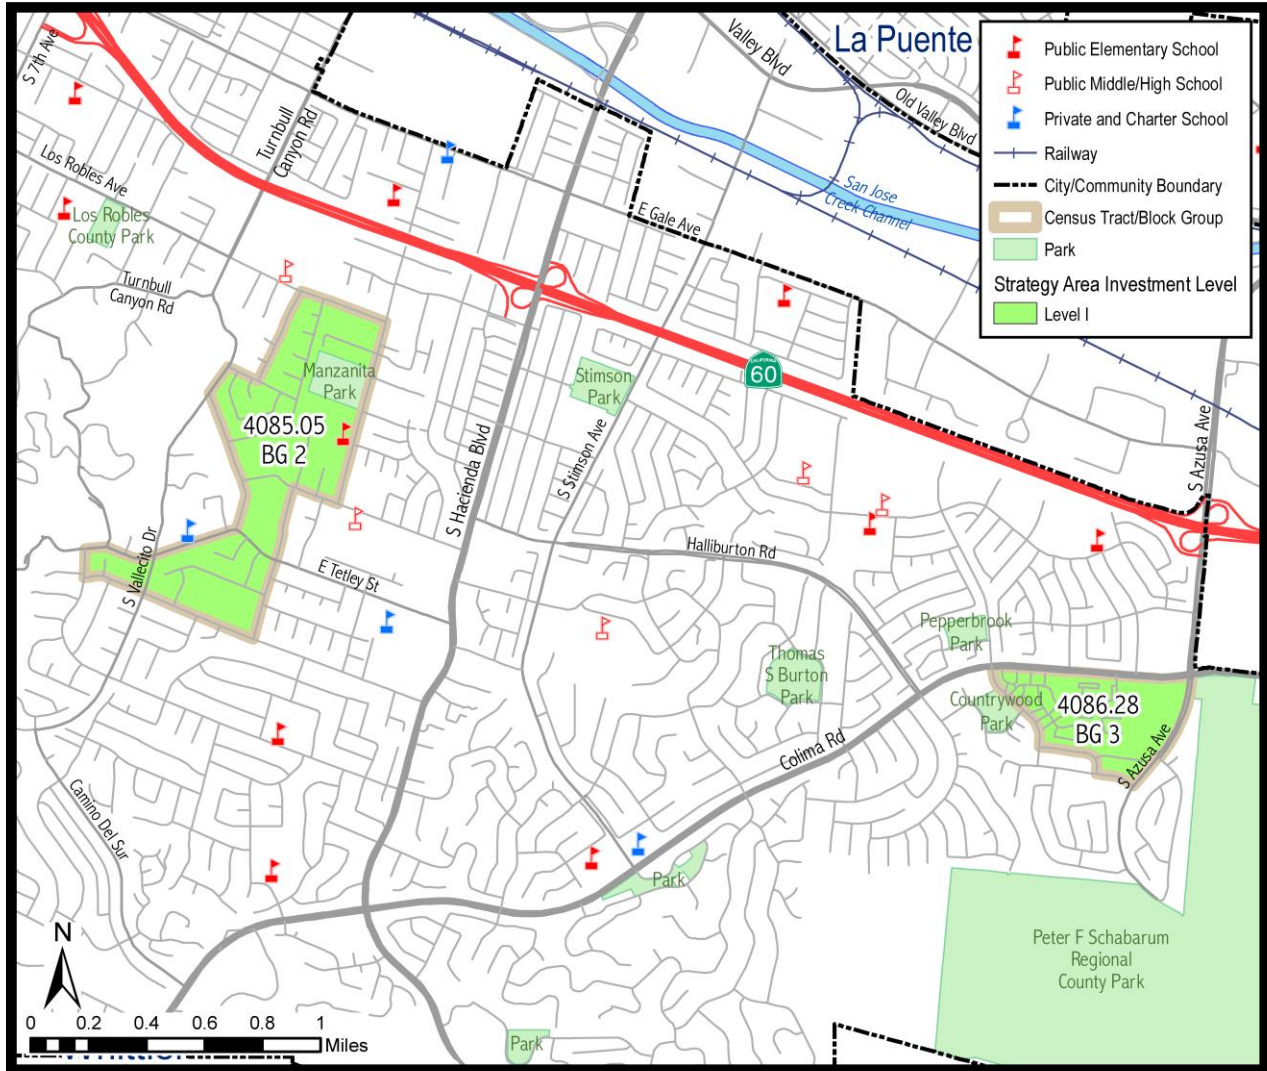 La Puente
Valley Blvd
Old Valley Blvd
S 7th Ave
Turnbull
Canyon Rd
Los Robles Ave
Los Robles
County Park
Turnbull
Canyon Rd
San Jose
Creek Channel
E Gale Ave
Public Elementary School
Public Middle/High School
Private and Charter School
Railway
City/Community Boundary
Census Tract/Block Group
Park
Strategy Area Investment Level
Level I
Manzanita
Park
4085.05
BG 2
Stimson
Park
CALIFORNIA
60
S Hacienda Blvd
S Stimson Ave
S Azusa Ave
S Vallecito Dr
E Tetley St
Halliburton Rd
Pepperbrook
Park
Thomas
S Burton
Park
Countrywood
Park
4086.28
BG 3
S Azusa Ave
Colima Rd
Camino Del Sur
Park
Peter F Schabarum
Regional
County Park
Park
N
0 0.2 0.4 0.6 0.8 1
Miles
Whittier